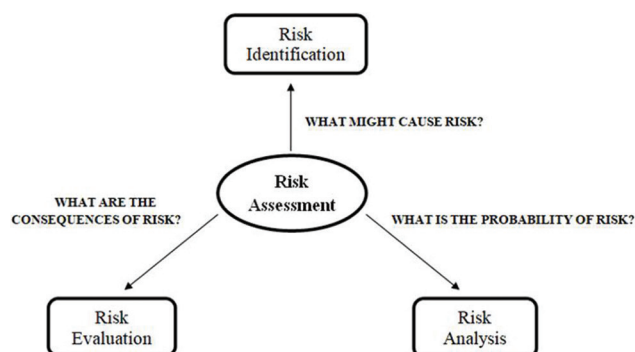 Risk
Identification
WHAT MIGHT CAUSE RISK?
Risk
Assessment
WHAT ARE THE
CONSEQUENCES OF RISK?
WHAT IS THE PROBABILITY OF RISK?
Risk
Evaluation
Risk
Analysis